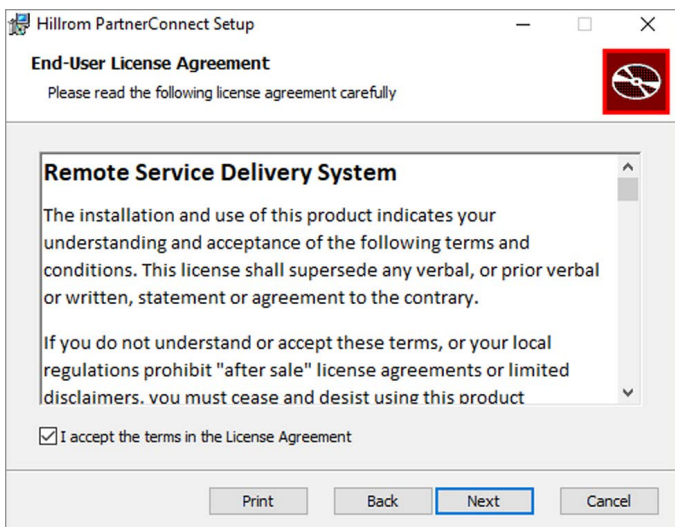 Hillrom PartnerConnect Setup
End-User License Agreement
Please read the following license agreement carefully
Remote Service Delivery System
The installation and use of this product indicates your
understanding and acceptance of the following terms and
conditions. This license shall supersede any verbal, or prior verbal
or written, statement or agreement to the contrary.
If you do not understand or accept these terms, or your local
regulations prohibit "after sale" license agreements or limited
disclaimers, you must cease and desist using this product
I accept the terms in the License Agreement
Print Back Next Cancel